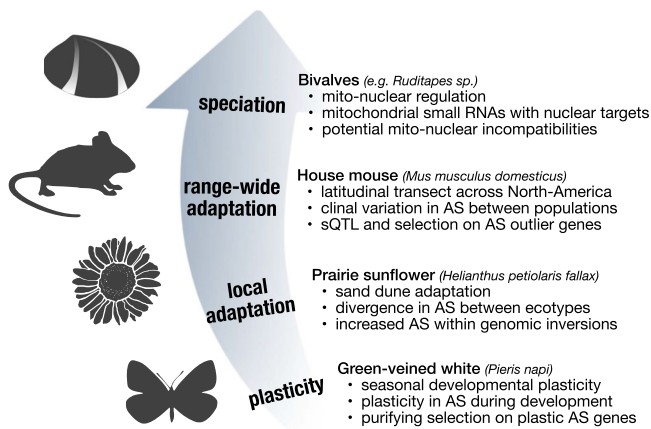 speciation
Bivalves (e.g. Ruditapes sp.)
• mito-nuclear regulation
• mitochondrial small RNAs with nuclear targets
• potential mito-nuclear incompatibilities
range-wide
adaptation
House mouse (Mus musculus domesticus)
• latitudinal transect across North-America
• clinal variation in AS between populations
• sQTL and selection on AS outlier genes
local
adaptation
Prairie sunflower (Helianthus petiolaris fallax)
• sand dune adaptation
• divergence in AS between ecotypes
• increased AS within genomic inversions
plasticity
Green-veined white (Pieris napi)
• seasonal developmental plasticity
• plasticity in AS during development
• purifying selection on plastic AS genes